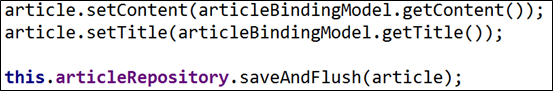 article.setContent(articleBindingModel.getContent());
article.setTitle(articleBindingModel.getTitle());
this.articleRepository.saveAndFlush(article);